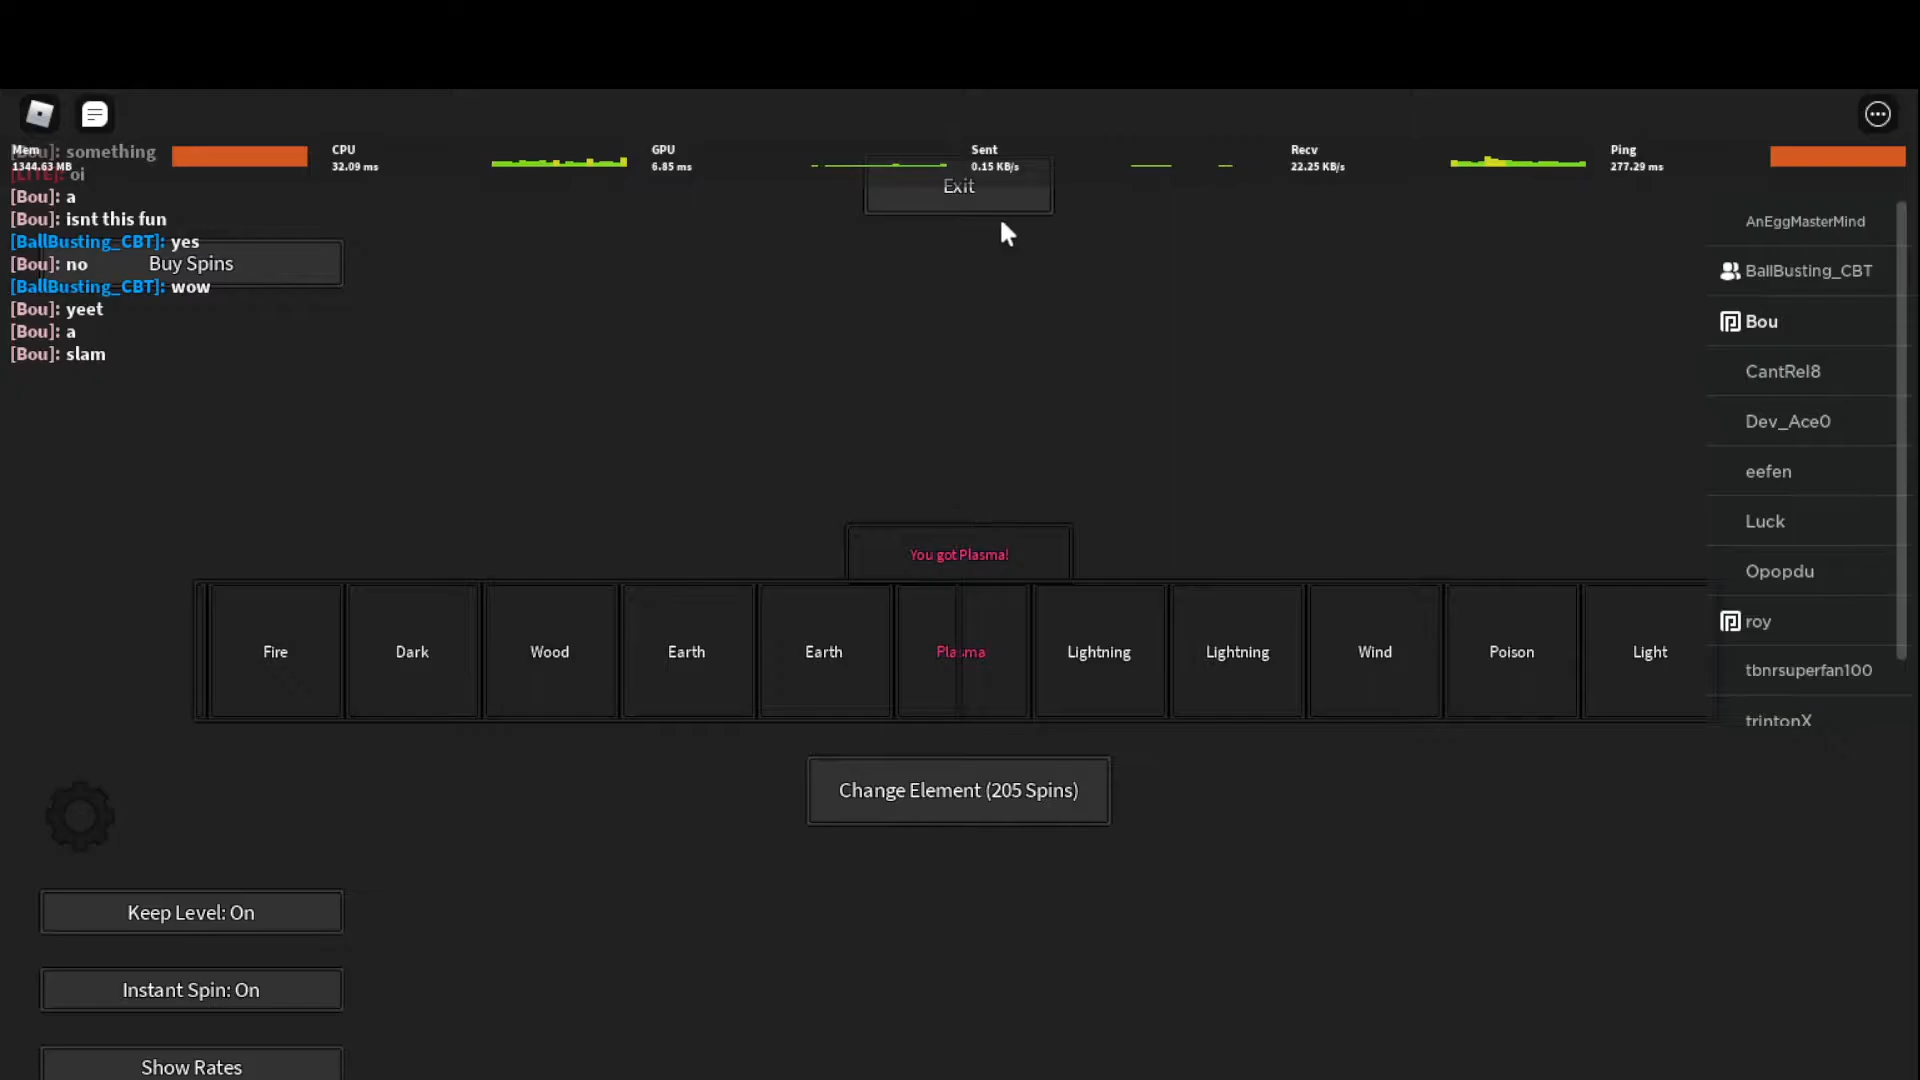 Mem
1344.63 MB
CPU
32.09 ms
GPU
6.85 ms
Sent
0.15 KB/s
Recv
22.25 KB/s
Ping
277.29 ms
[Bou]: something
[LITE]: oi
[Bou]: a
[Bou]: isnt this fun
[BallBusting_CBT]: yes
[Bou]: no
[BallBusting_CBT]: wow
[Bou]: yeet
[Bou]: a
[Bou]: slam
Buy Spins
Exit
AnEggMasterMind
BallBusting_CBT
Bou
CantRel8
Dev_Ace0
eefen
Luck
Opopdu
roy
tbnrsuperfan100
trintonX
You got Plasma!
Fire
Dark
Wood
Earth
Earth
Plasma
Lightning
Lightning
Wind
Poison
Light
Change Element (205 Spins)
Keep Level: On
Instant Spin: On
Show Rates